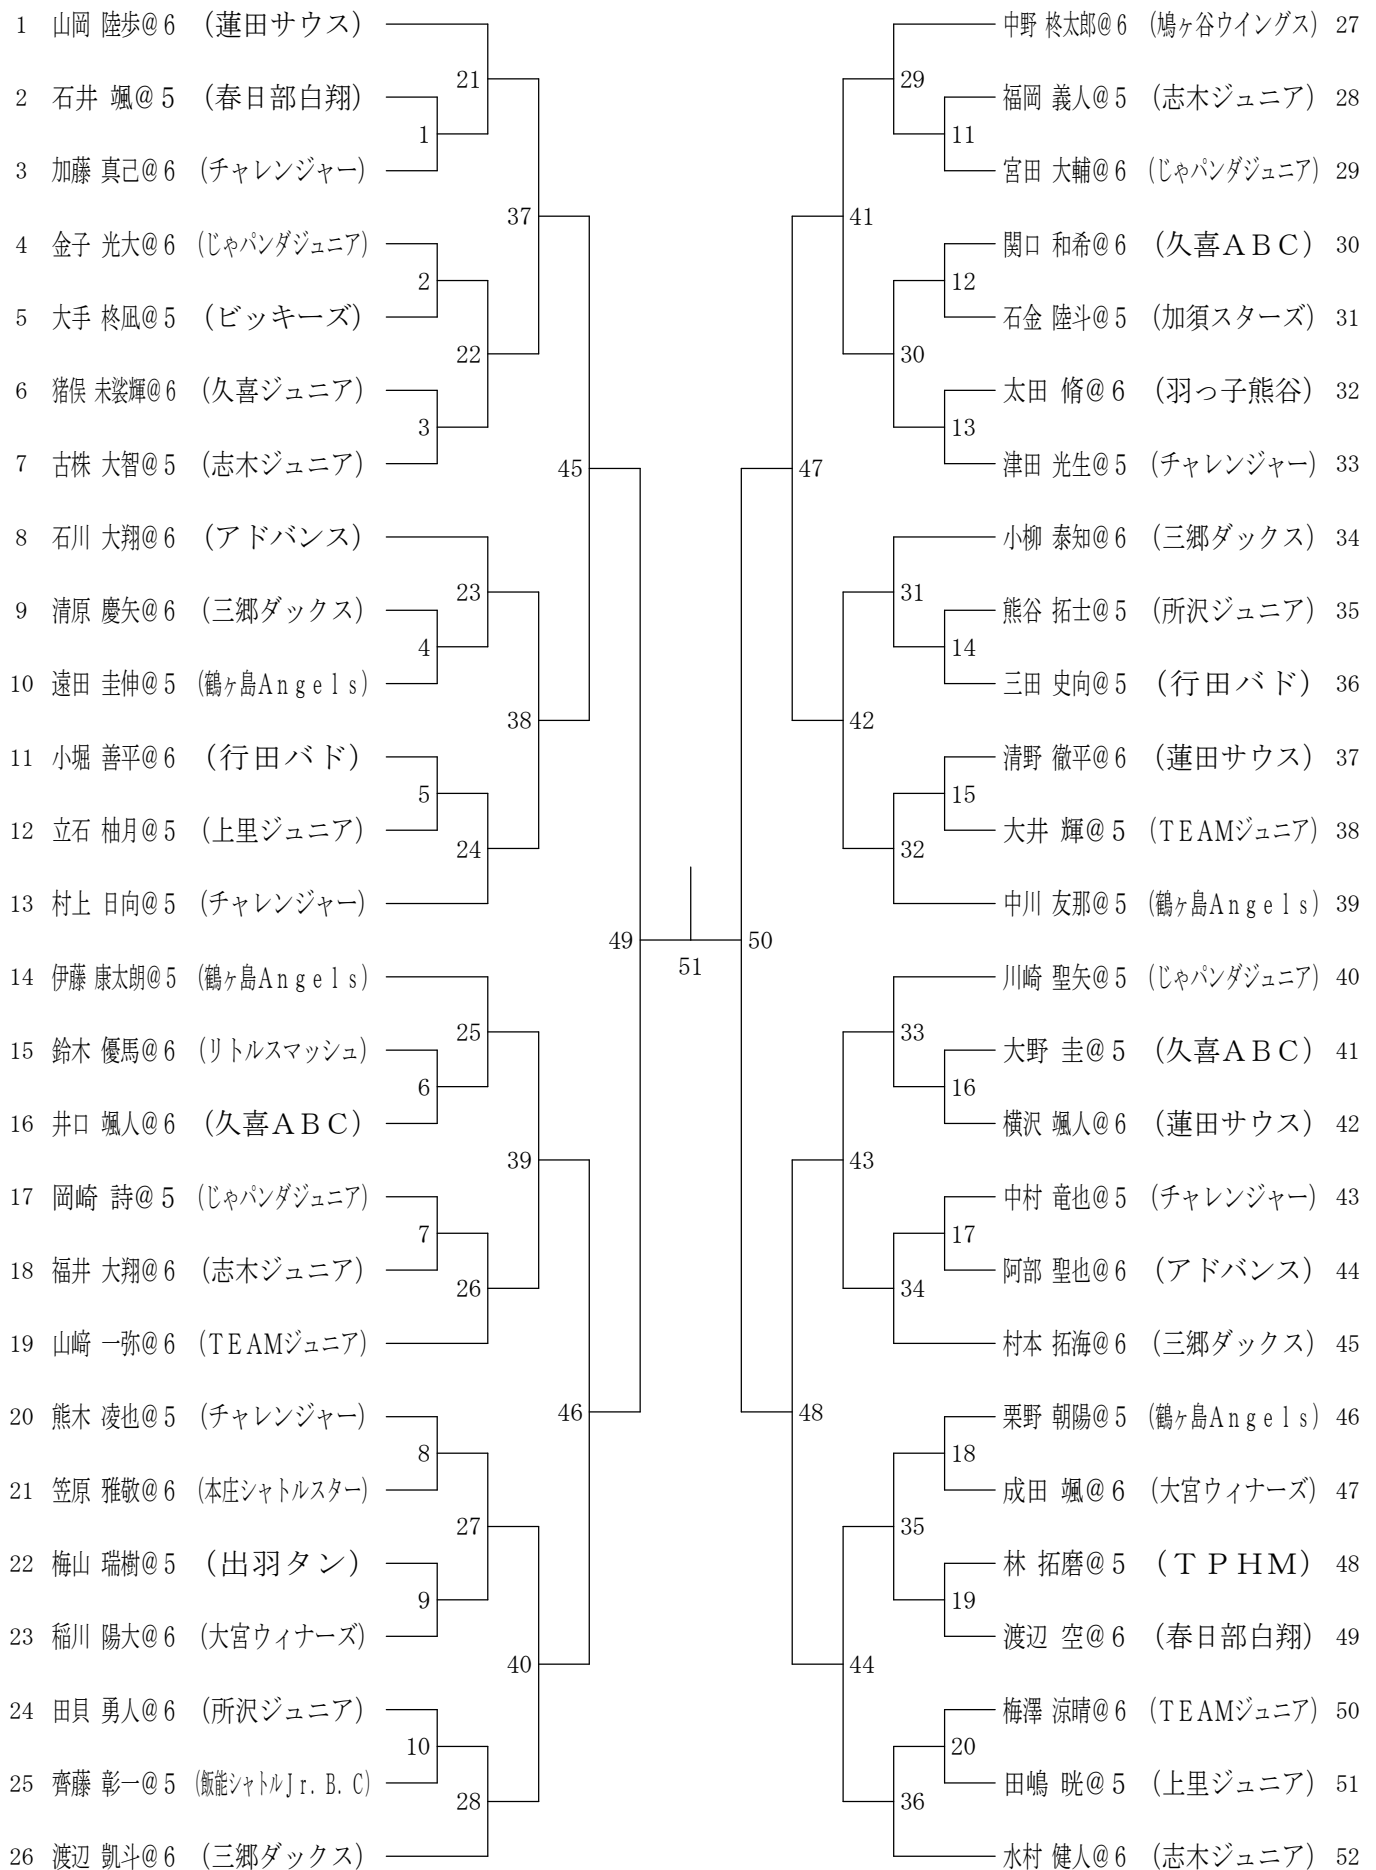 1 山岡 陸歩@6 (蓮田サウス)
2 石井 颯@5 (春日部白翔)
3 加藤 真己@6 (チャレンジャー)
4 金子 光大@6 (じゃパンダジュニア)
5 大手 柊凪@5 (ビッキーズ)
6 猪俣 未裟輝@6 (久喜ジュニア)
7 古株 大智@5 (志木ジュニア)
8 石川 大翔@6 (アドバンス)
9 清原 慶矢@6 (三郷ダックス)
10 遠田 圭伸@5 (鶴ヶ島Angels)
11 小堀 善平@6 (行田バド)
12 立石 柚月@5 (上里ジュニア)
13 村上 日向@5 (チャレンジャー)
14 伊藤 康太朗@5 (鶴ヶ島Angels)
15 鈴木 優馬@6 (リトルスマッシュ)
16 井口 颯人@6 (久喜ABC)
17 岡崎 詩@5 (じゃパンダジュニア)
18 福井 大翔@6 (志木ジュニア)
19 山﨑 一弥@6 (TEAMジュニア)
20 熊木 凌也@5 (チャレンジャー)
21 笠原 雅敬@6 (本庄シャトルスター)
22 梅山 瑞樹@5 (出羽タン)
23 稲川 陽大@6 (大宮ウィナーズ)
24 田貝 勇人@6 (所沢ジュニア)
25 齊藤 彰一@5 (飯能シャトルJr.B.C)
26 渡辺 凱斗@6 (三郷ダックス)
1
2
3
4
5
6
7
8
9
10
21
22
23
24
25
26
27
28
37
38
39
40
45
46
49
51
50
47
48
41
42
43
44
29
30
31
32
33
34
35
36
11
12
13
14
15
16
17
18
19
20
中野 柊太郎@6 (鳩ヶ谷ウイングス) 27
福岡 義人@5 (志木ジュニア) 28
宮田 大輔@6 (じゃパンダジュニア) 29
関口 和希@6 (久喜ABC) 30
石金 陸斗@5 (加須スターズ) 31
太田 脩@6 (羽っ子熊谷) 32
津田 光生@5 (チャレンジャー) 33
小柳 泰知@6 (三郷ダックス) 34
熊谷 拓士@5 (所沢ジュニア) 35
三田 史向@5 (行田バド) 36
清野 徹平@6 (蓮田サウス) 37
大井 輝@5 (TEAMジュニア) 38
中川 友那@5 (鶴ヶ島Angels) 39
川崎 聖矢@5 (じゃパンダジュニア) 40
大野 圭@5 (久喜ABC) 41
横沢 颯人@6 (蓮田サウス) 42
中村 竜也@5 (チャレンジャー) 43
阿部 聖也@6 (アドバンス) 44
村本 拓海@6 (三郷ダックス) 45
栗野 朝陽@5 (鶴ヶ島Angels) 46
成田 颯@6 (大宮ウィナーズ) 47
林 拓磨@5 (TPHM) 48
渡辺 空@6 (春日部白翔) 49
梅澤 涼晴@6 (TEAMジュニア) 50
田嶋 晄@5 (上里ジュニア) 51
水村 健人@6 (志木ジュニア) 52